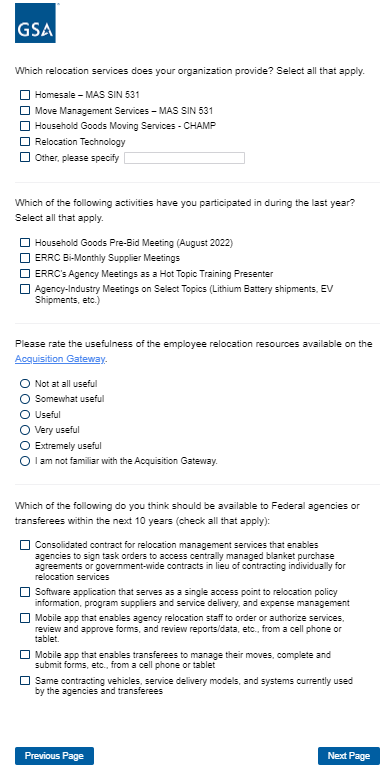 GSA
Which relocation services does your organization provide? Select all that apply.
Homesale – MAS SIN 531
Move Management Services – MAS SIN 531
Household Goods Moving Services - CHAMP
Relocation Technology
Other, please specify
Which of the following activities have you participated in during the last year?
Select all that apply.
Household Goods Pre-Bid Meeting (August 2022)
ERRC Bi-Monthly Supplier Meetings
ERRC's Agency Meetings as a Hot Topic Training Presenter
Agency-Industry Meetings on Select Topics (Lithium Battery shipments, EV
Shipments, etc.)
Please rate the usefulness of the employee relocation resources available on the
Acquisition Gateway.
Not at all useful
Somewhat useful
Useful
Very useful
Extremely useful
I am not familiar with the Acquisition Gateway.
Which of the following do you think should be available to Federal agencies or
transferees within the next 10 years (check all that apply):
Consolidated contract for relocation management services that enables
agencies to sign task orders to access centrally managed blanket purchase
agreements or government-wide contracts in lieu of contracting individually for
relocation services
Software application that serves as a single access point to relocation policy
information, program suppliers and service delivery, and expense management
Mobile app that enables agency relocation staff to order or authorize services,
review and approve forms, and review reports/data, etc., from a cell phone or
tablet.
Mobile app that enables transferees to manage their moves, complete and
submit forms, etc., from a cell phone or tablet
Same contracting vehicles, service delivery models, and systems currently used
by the agencies and transferees
Previous Page
Next Page